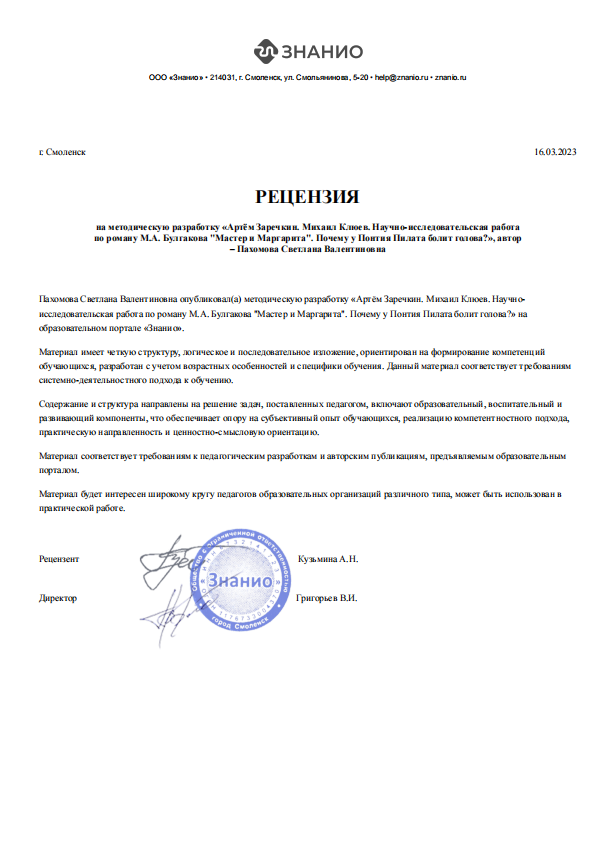 ЗНАНИО
ООО «Знанио» • 214031, г. Смоленск, ул. Смольянинова, 5-20 • help@znanio.ru • znanio.ru
г. Смоленск 16.03.2023
РЕЦЕНЗИЯ
на методическую разработку «Артём Заречкин. Михаил Клюев. Научно-исследовательская работа
по роману М.А. Булгакова "Мастер и Маргарита". Почему у Понтия Пилата болит голова?», автор
– Пахомова Светлана Валентиновна
Пахомова Светлана Валентиновна опубликовал(а) методическую разработку «Артём Заречкин. Михаил Клюев. Научно-
исследовательская работа по роману М.А. Булгакова "Мастер и Маргарита". Почему у Понтия Пилата болит голова?» на
образовательном портале «Знанио».
Материал имеет четкую структуру, логическое и последовательное изложение, ориентирован на формирование компетенций
обучающихся, разработан с учетом возрастных особенностей и специфики обучения. Данный материал соответствует требованиям
системно-деятельностного подхода к обучению.
Содержание и структура направлены на решение задач, поставленных педагогом, включают образовательный, воспитательный и
развивающий компоненты, что обеспечивает опору на субъективный опыт обучающихся, реализацию компетентностного подхода,
практическую направленность и ценностно-смысловую ориентацию.
Материал соответствует требованиям к педагогическим разработкам и авторским публикациям, предъявляемым образовательным
порталом.
Материал будет интересен широкому кругу педагогов образовательных организаций различного типа, может быть использован в
практической работе.
Рецензент Кузьмина А.Н.
Директор Григорьев В.И.
Общество с ограниченной ответственностью
«Знанио»
город Смоленск